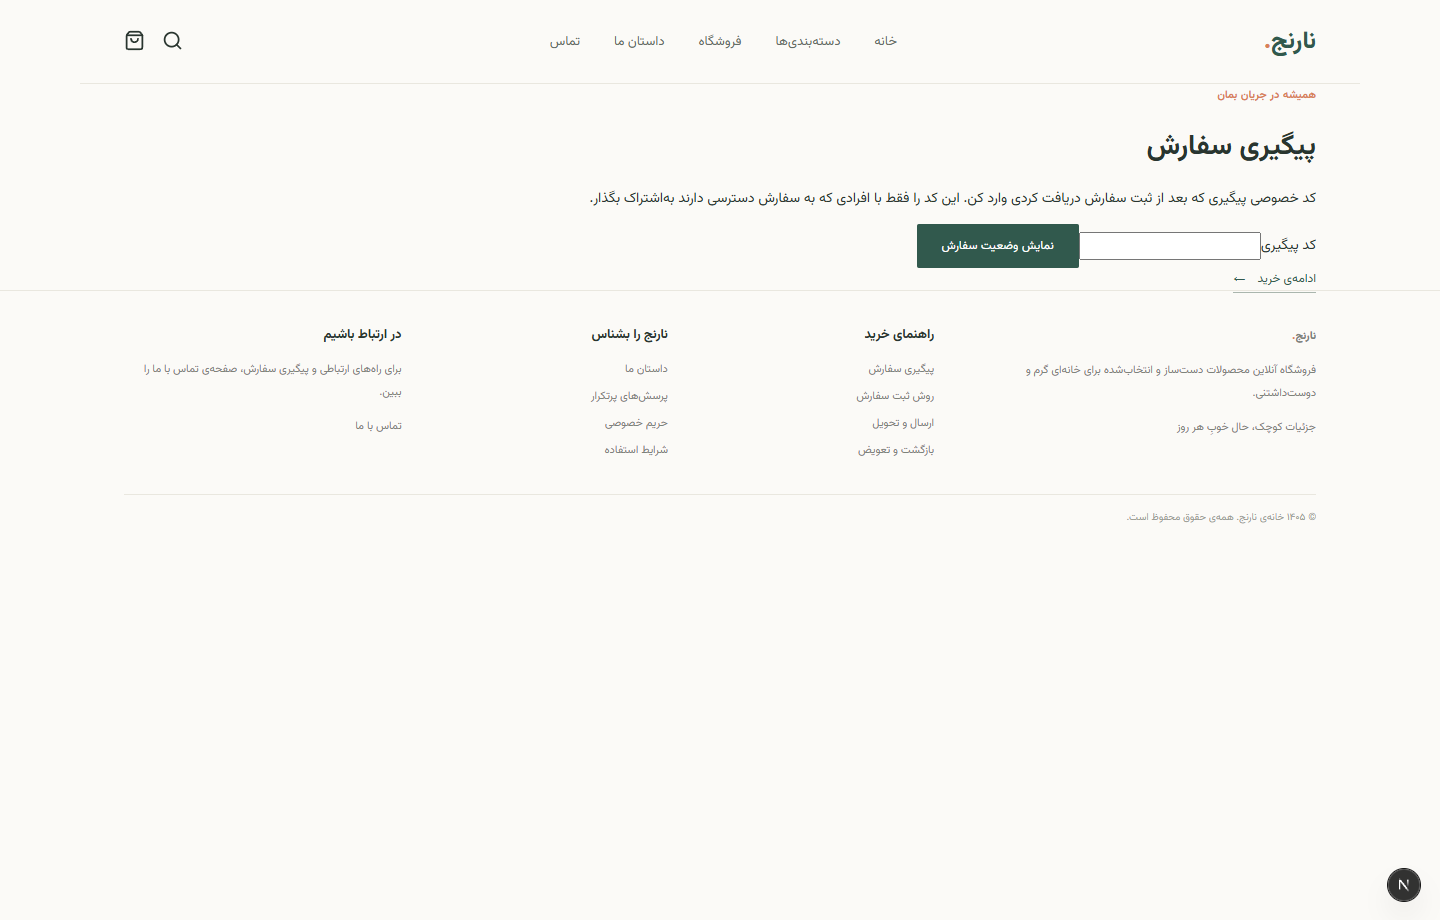 نارنج.
خانه
دسته‌بندی‌ها
فروشگاه
داستان ما
تماس
همیشه در جریان بمان
پیگیری سفارش
کد خصوصی پیگیری که بعد از ثبت سفارش دریافت کردی وارد کن. این کد را فقط با افرادی که به سفارش دسترسی دارند به‌اشتراک بگذار.
کد پیگیری
نمایش وضعیت سفارش
ادامه‌ی خرید ←
نارنج.
فروشگاه آنلاین محصولات دست‌ساز و انتخاب‌شده برای خانه‌ای گرم و
دوست‌داشتنی.
جزئیات کوچک، حال خوبِ هر روز
راهنمای خرید
پیگیری سفارش
روش ثبت سفارش
ارسال و تحویل
بازگشت و تعویض
نارنج را بشناس
داستان ما
پرسش‌های پرتکرار
حریم خصوصی
شرایط استفاده
در ارتباط باشیم
برای راه‌های ارتباطی و پیگیری سفارش، صفحه‌ی تماس با ما را
ببین.
تماس با ما
© ۱۴۰۵ خانه‌ی نارنج. همه‌ی حقوق محفوظ است.
N